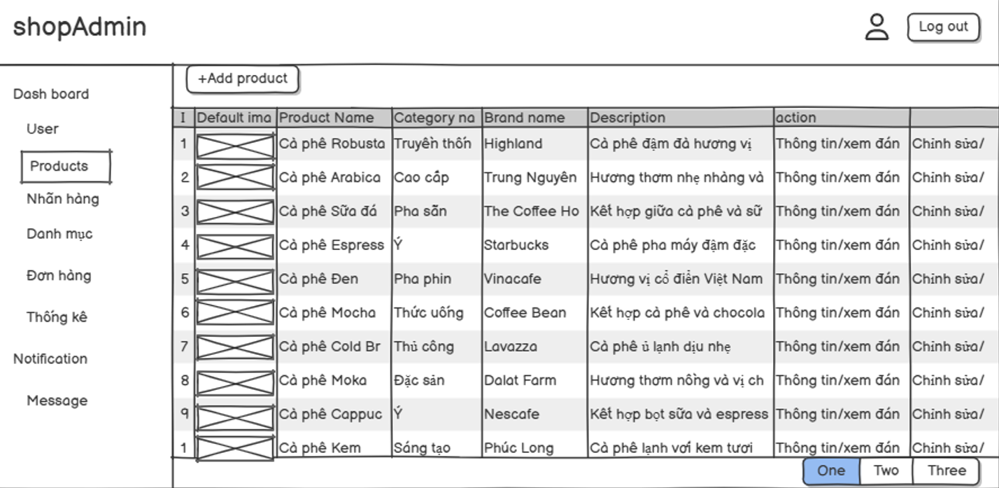 shopAdmin
Log out
+Add product
Dash board
User
Products
Nhãn hàng
Danh mục
Đơn hàng
Thống kê
Notification
Message
I Default ima Product Name Category na Brand name Description action
1 Cà phê Robusta Truyền thốn Highland Cà phê đậm đà hương vị Thông tin/xem đán Chỉnh sửa/
2 Cà phê Arabica Cao cấp Trung Nguyên Hương thơm nhẹ nhàng và Thông tin/xem đán Chỉnh sửa/
3 Cà phê Sữa đá Pha sẵn The Coffee Ho Kết hợp giữa cà phê và sữ Thông tin/xem đán Chỉnh sửa/
4 Cà phê Espress Ý Starbucks Cà phê pha máy đậm đặc Thông tin/xem đán Chỉnh sửa/
5 Cà phê Đen Pha phin Vinacafe Hương vị cổ điển Việt Nam Thông tin/xem đán Chỉnh sửa/
6 Cà phê Mocha Thức uống Coffee Bean Kết hợp cà phê và chocola Thông tin/xem đán Chỉnh sửa/
7 Cà phê Cold Br Thủ công Lavazza Cà phê ủ lạnh dịu nhẹ Thông tin/xem đán Chỉnh sửa/
8 Cà phê Moka Đặc sản Dalat Farm Hương thơm nồng và vị ch Thông tin/xem đán Chỉnh sửa/
9 Cà phê Cappuc Ý Nescafe Kết hợp bọt sữa và espress Thông tin/xem đán Chỉnh sửa/
1 Cà phê Kem Sáng tạo Phúc Long Cà phê lạnh với kem tươi Thông tin/xem đán Chỉnh sửa/
One Two Three